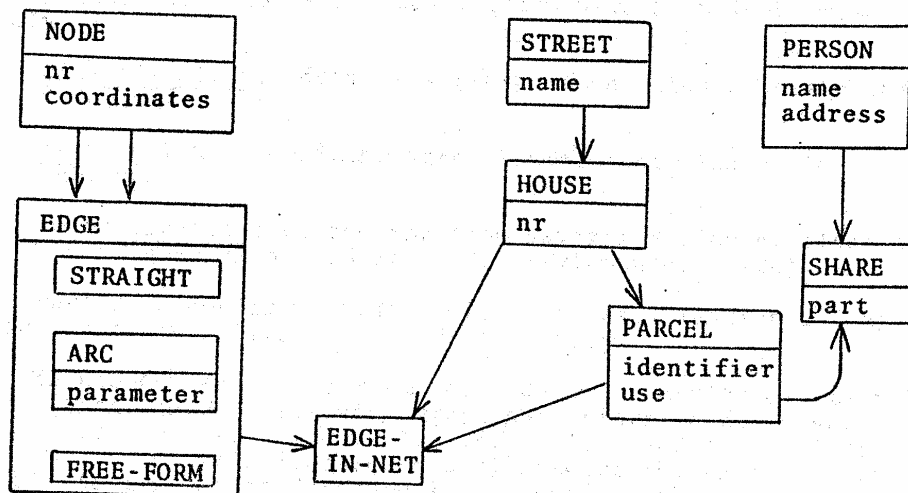 NODE
nr
coordinates
EDGE
STRAIGHT
ARC
parameter
FREE-FORM
STREET
name
HOUSE
nr
PERSON
name
address
SHARE
part
PARCEL
identifier
use
EDGE-
IN-NET